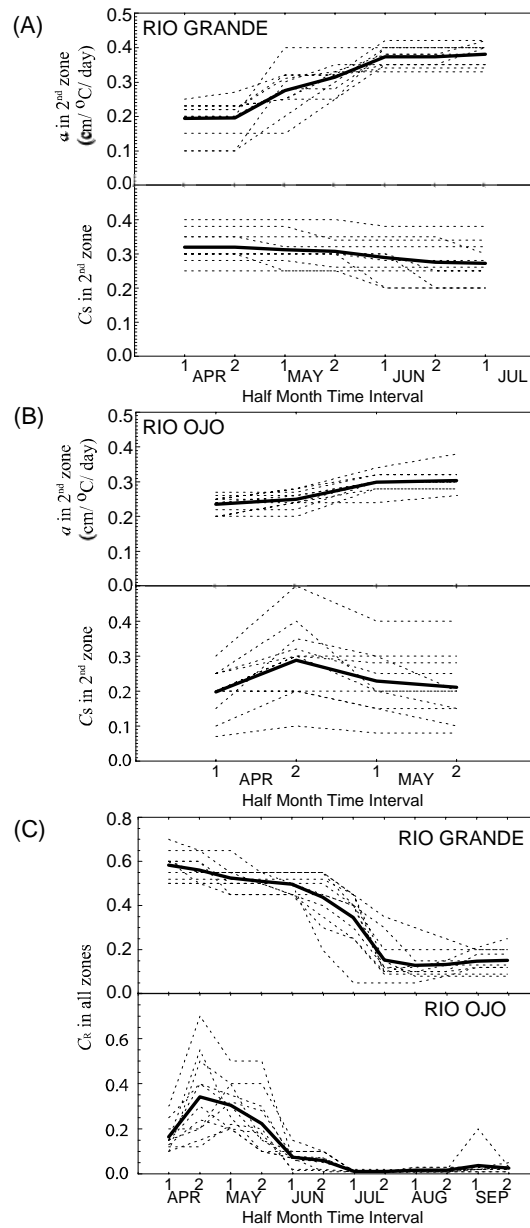 (A)
RIO GRANDE
0.5
0.4
0.3
0.2
0.1
0.0
a in 2nd zone
(cm/ °C/ day)
0.4
0.3
0.2
0.1
0.0
Cs in 2nd zone
1 2 1 2 1 2 1
APR MAY JUN JUL
Half Month Time Interval
(B)
RIO OJO
0.5
0.4
0.3
0.2
0.1
0.0
a in 2nd zone
(cm/ °C/ day)
0.4
0.3
0.2
0.1
0.0
Cs in 2nd zone
1 2 1 2
APR MAY
Half Month Time Interval
(C)
RIO GRANDE
0.8
0.6
0.4
0.2
0.0
CR in all zones
RIO OJO
0.6
0.4
0.2
0.0
1 2 1 2 1 2 1 2 1 2 1 2
APR MAY JUN JUL AUG SEP
Half Month Time Interval